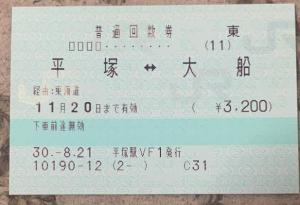 普通回数券 東
□□□□‥‥‥‥ (11)
平塚 ↔ 大船
経由:東海道
11月20日まで有効 ( ¥3,200)
下車前途無効
30.-8.21 平塚駅VF1発行
10190-12 (2- ) C31